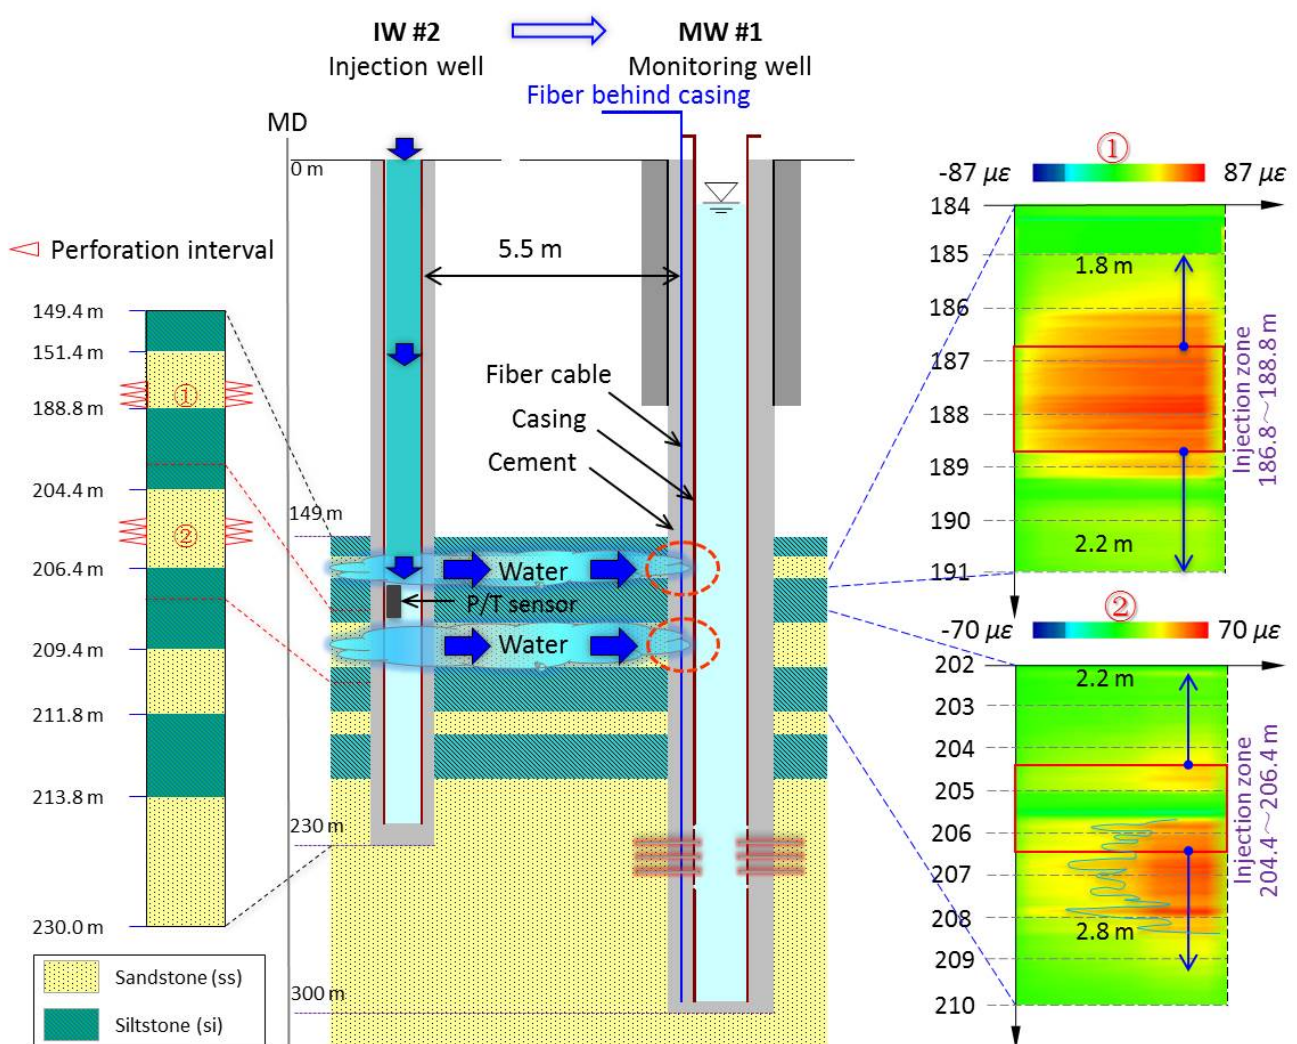 IW #2
Injection well
MW #1
Monitoring well
Fiber behind casing
MD
0 m
Perforation interval
5.5 m
149.4 m
151.4 m
①
188.8 m
204.4 m
②
206.4 m
209.4 m
211.8 m
213.8 m
230.0 m
Sandstone (ss)
Siltstone (si)
Fiber cable
Casing
Cement
149 m
Water
P/T sensor
Water
230 m
300 m
①
-87 με
87 με
184
185
186
187
188
189
190
191
1.8 m
2.2 m
Injection zone
186.8～188.8 m
②
-70 με
70 με
202
203
204
205
206
207
208
209
210
2.2 m
2.8 m
Injection zone
204.4～206.4 m